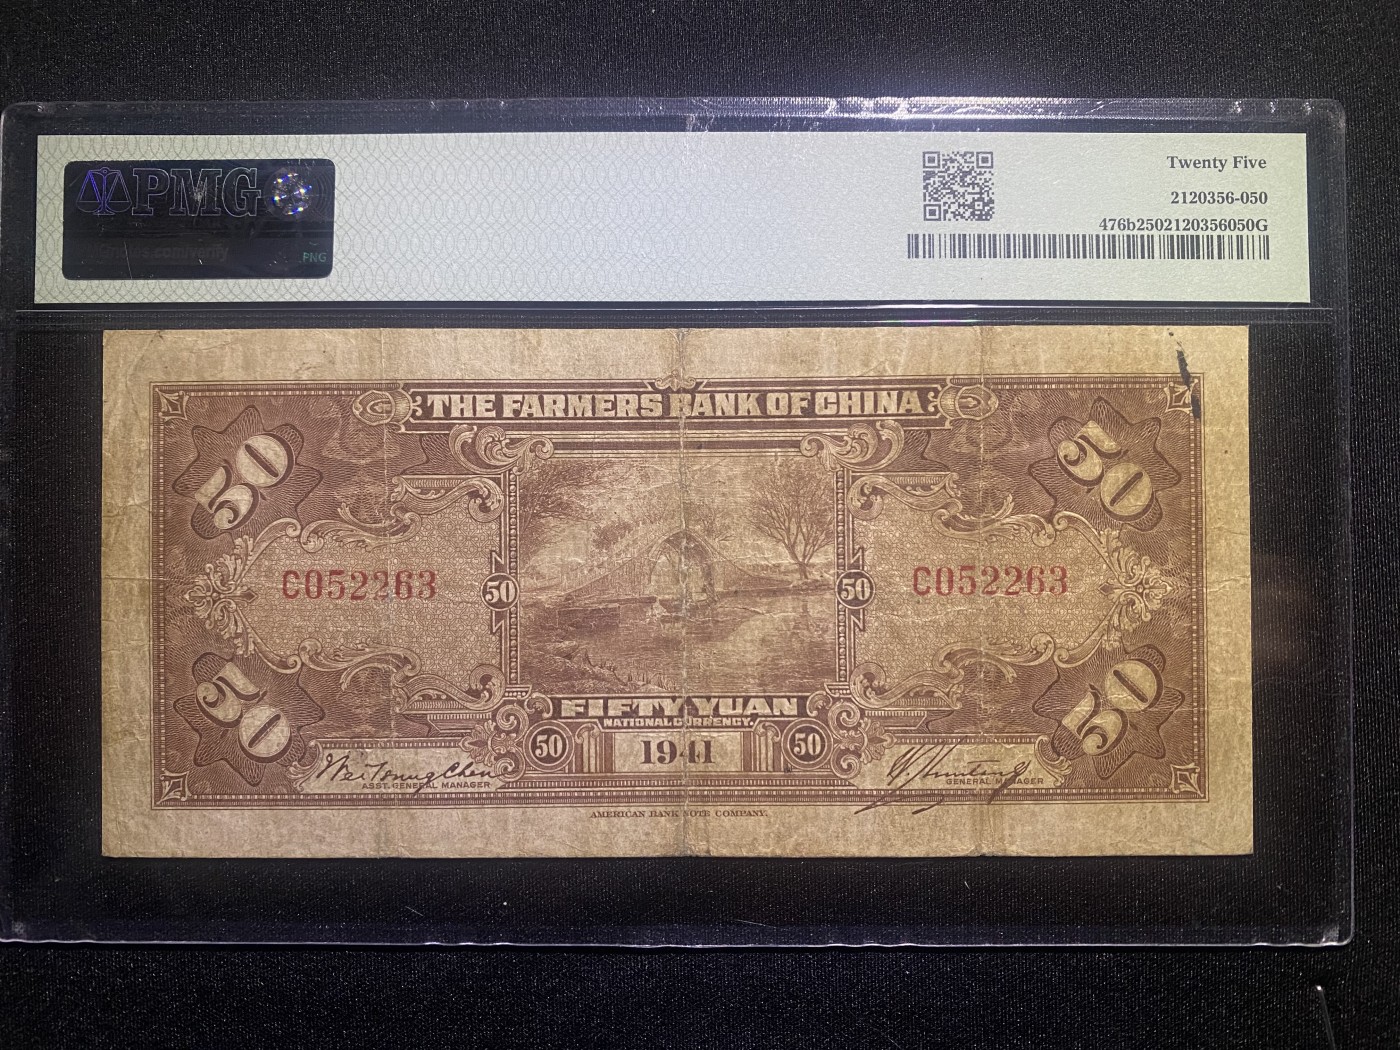 PMG
PNG
Twenty Five
2120356-050
476b2502120356050G
THE FARMERS BANK OF CHINA
50
50
C052263
C052263
50
50
50
50
FIFTY YUAN
NATIONAL CURRENCY.
50
1941
50
ASST. GENERAL MANAGER
GENERAL MANAGER
AMERICAN BANK NOTE COMPANY.